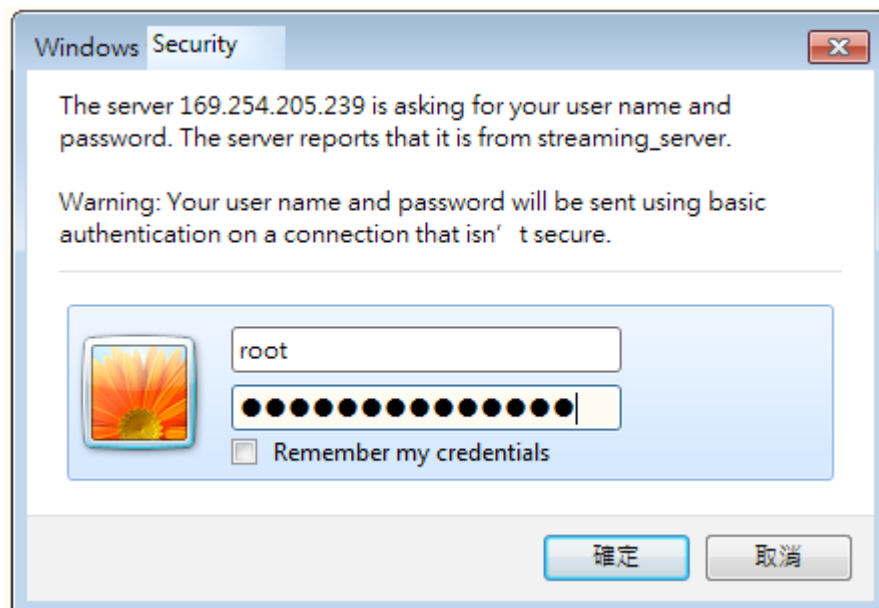 Windows Security
The server 169.254.205.239 is asking for your user name and
password. The server reports that it is from streaming_server.
Warning: Your user name and password will be sent using basic
authentication on a connection that isn’ t secure.
root
●●●●●●●●●●●●●●
Remember my credentials
確定 取消